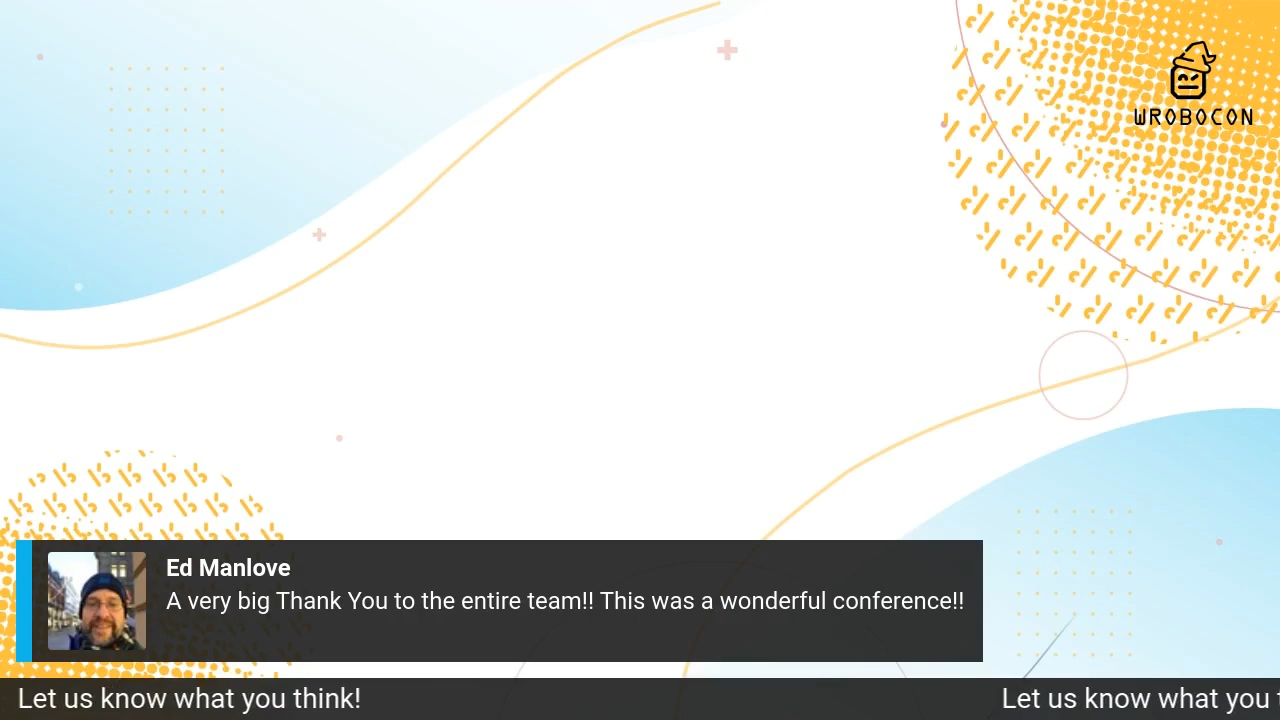 WROBOCON
Ed Manlove
A very big Thank You to the entire team!! This was a wonderful conference!!
Let us know what you think!
Let us know what you t